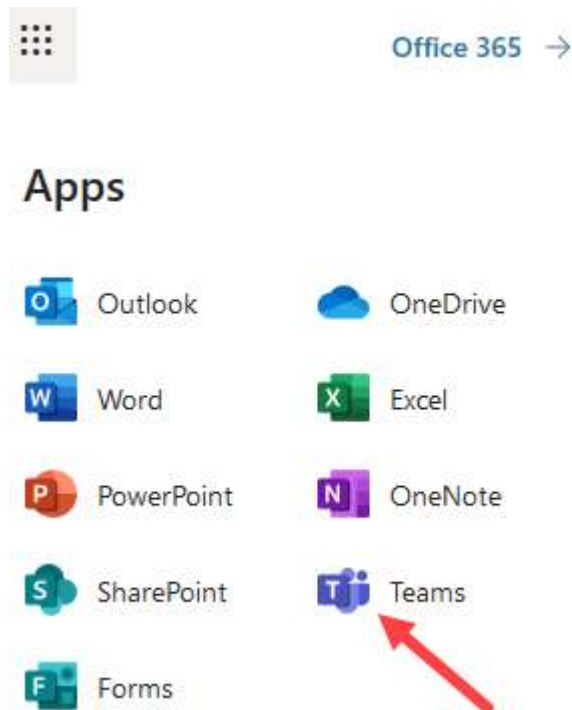 Office 365 →
Apps
O Outlook
OneDrive
W Word
X Excel
P PowerPoint
N OneNote
S SharePoint
T Teams
F Forms